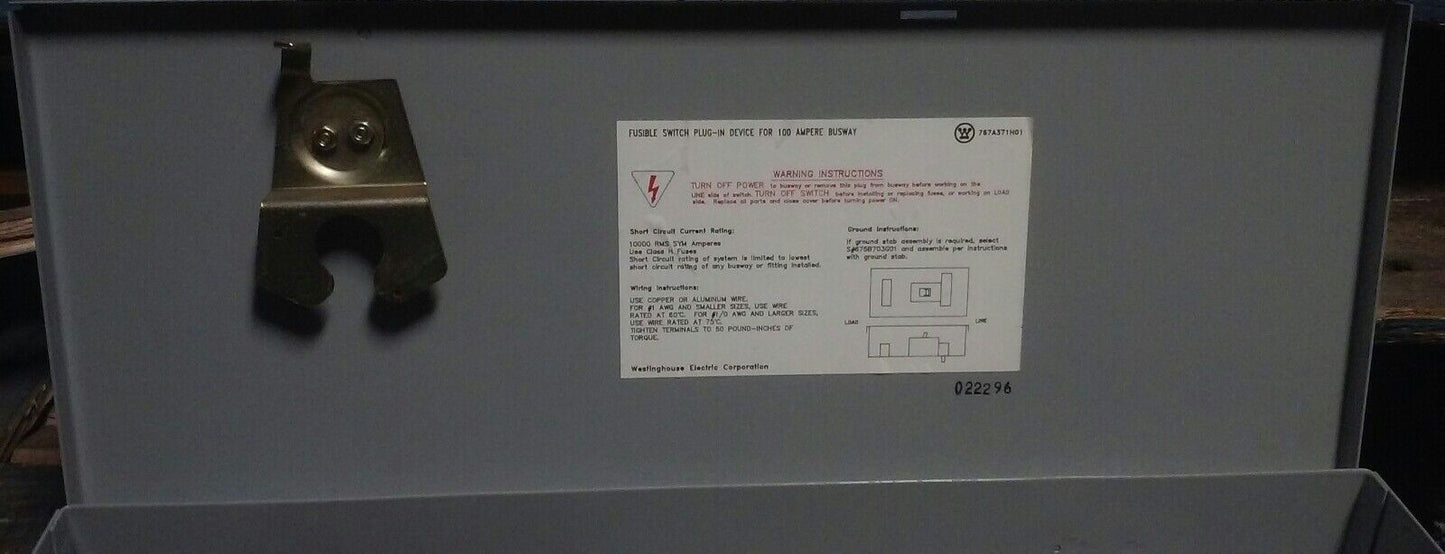 FUSIBLE SWITCH PLUG-IN DEVICE FOR 100 AMPERE BUSWAY
W 787A371H01
WARNING INSTRUCTIONS
TURN OFF POWER to busway or remove this plug from busway before working on the
LINE side of switch. TURN OFF SWITCH before installing or replacing fuses, or working on LOAD
side. Replace all parts and close cover before turning power ON.
Short Circuit Current Rating:
10000 RMS SYM Amperes
Use Class H Fuses
Short Circuit rating of system is limited to lowest
short circuit rating of any busway or fitting installed.
Wiring Instructions:
USE COPPER OR ALUMINUM WIRE.
FOR #1 AWG AND SMALLER SIZES, USE WIRE
RATED AT 60°C. FOR #1/0 AWG AND LARGER SIZES,
USE WIRE RATED AT 75°C.
TIGHTEN TERMINALS TO 50 POUND-INCHES OF
TORQUE.
Westinghouse Electric Corporation
Ground Instructions:
If ground stab assembly is required, select
S#675B703G01 and assemble per instructions
with ground stab.
LOAD
LINE
022296